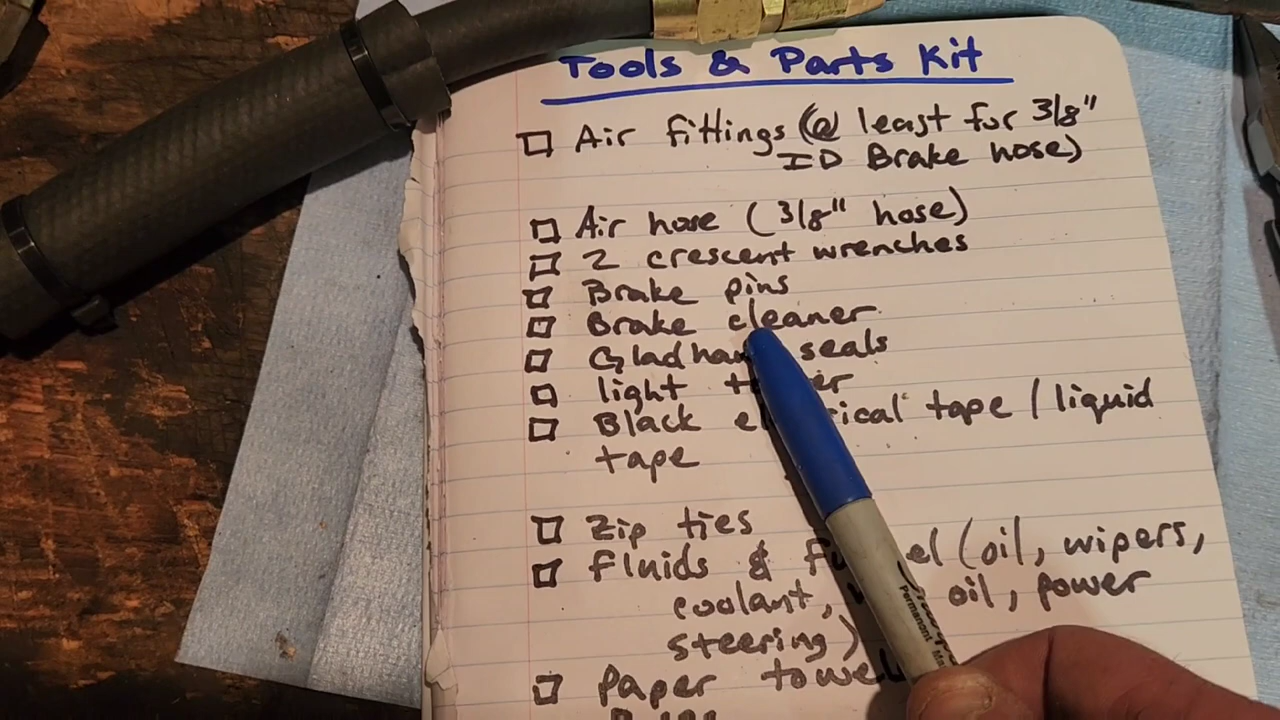 Tools & Parts Kit
Air fittings (@ least for 3/8"
ID Brake hose)
Air hose (3/8" hose)
2 crescent wrenches
Brake pins
Brake cleaner
seals
light
Black tape / liquid
tape
Zip ties
Fluids & (oil, wipers,
coolant, oil, power
steering)
Paper
Permanent